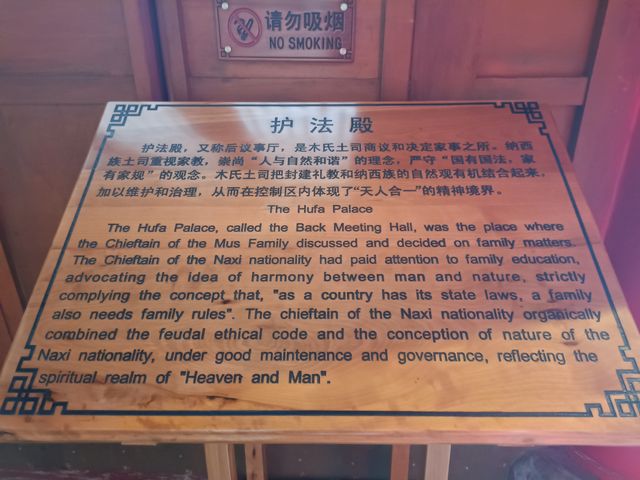 请勿吸烟
NO SMOKING
护法殿
护法殿，又称后议事厅，是木氏土司商议和决定家事之所。纳西
族土司重视家教，崇尚“人与自然和谐”的理念，严守“国有国法，家
有家规”的观念。木氏土司把封建礼教和纳西族的自然观有机结合起来，
加以维护和治理，从而在控制区内体现了“天人合一”的精神境界。
The Hufa Palace
The Hufa Palace, called the Back Meeting Hall, was the place where
the Chieftain of the Mus Family discussed and decided on family matters.
The Chieftain of the Naxi nationality had paid attention to family education,
advocating the idea of harmony between man and nature, strictly
complying the concept that, "as a country has its state laws, a family
also needs family rules". The chieftain of the Naxi nationality organically
combined the feudal ethical code and the conception of nature of the
Naxi nationality, under good maintenance and governance, reflecting the
spiritual realm of "Heaven and Man".